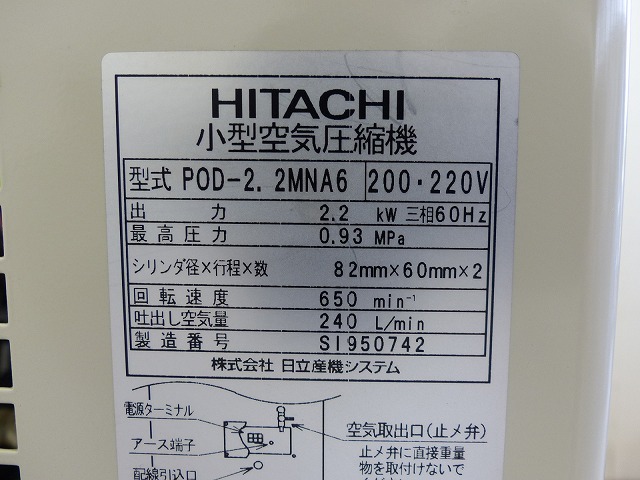 HITACHI
小型空気圧縮機
型式 POD-2.2MNA6 200・220V
出力 2.2 kW 三相60Hz
最高圧力 0.93 MPa
シリンダ径×行程×数 82mm×60mm×2
回転速度 650 min⁻¹
吐出し空気量 240 L/min
製造番号 SI950742
株式会社 日立産機システム
電源ターミナル
アース端子
配線引込口
空気取出口(止メ弁)
止メ弁に直接重量
物を取付けないで